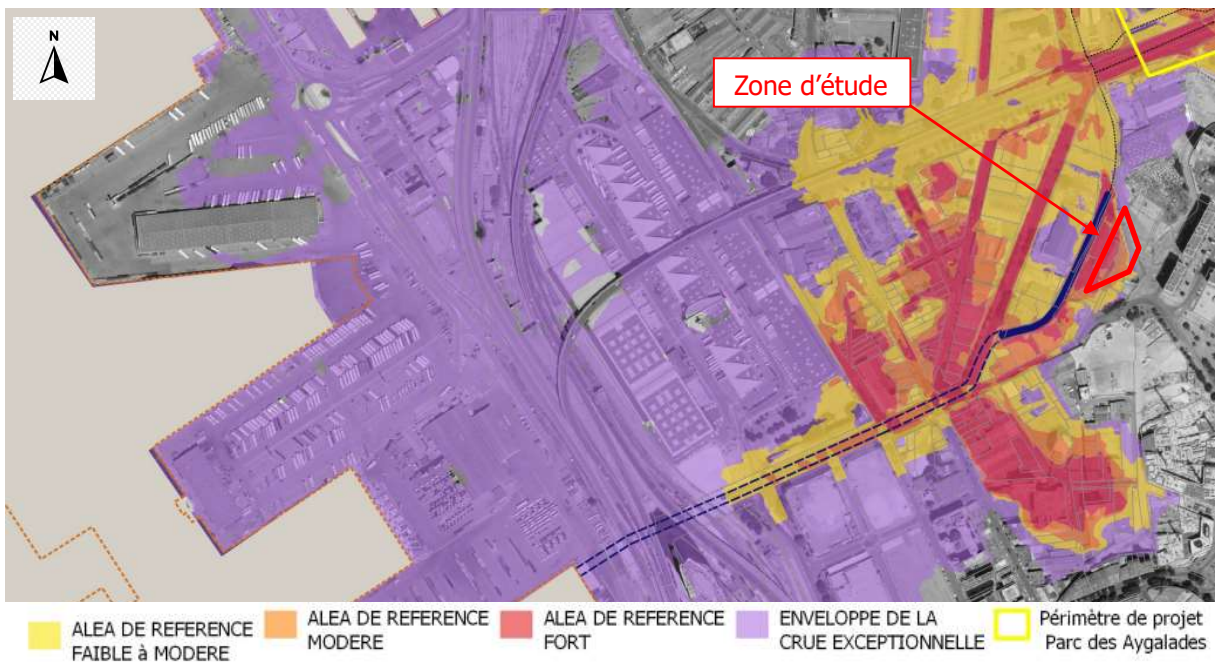 N
Zone d'étude
ALEA DE REFERENCE
FAIBLE à MODERE
ALEA DE REFERENCE
MODERE
ALEA DE REFERENCE
FORT
ENVELOPPE DE LA
CRUE EXCEPTIONNELLE
Périmètre de projet
Parc des Aygalades